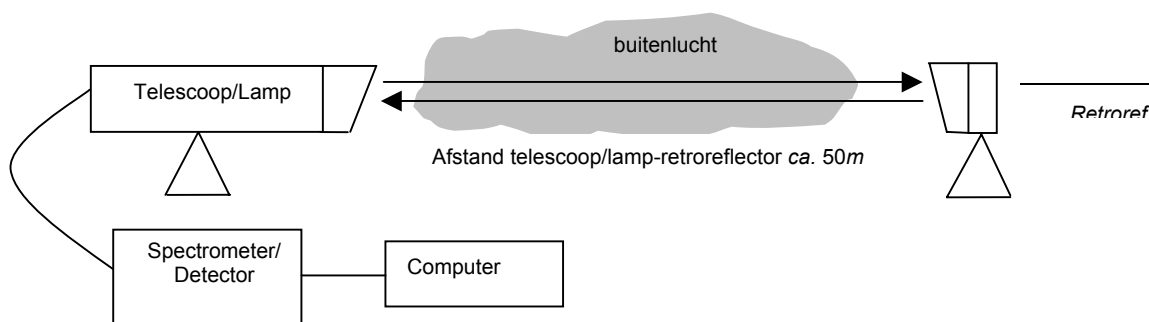 buitenlucht
Telescoop/Lamp
Afstand telescoop/lamp-retroreflector ca. 50m
Spectrometer/
Detector
Computer